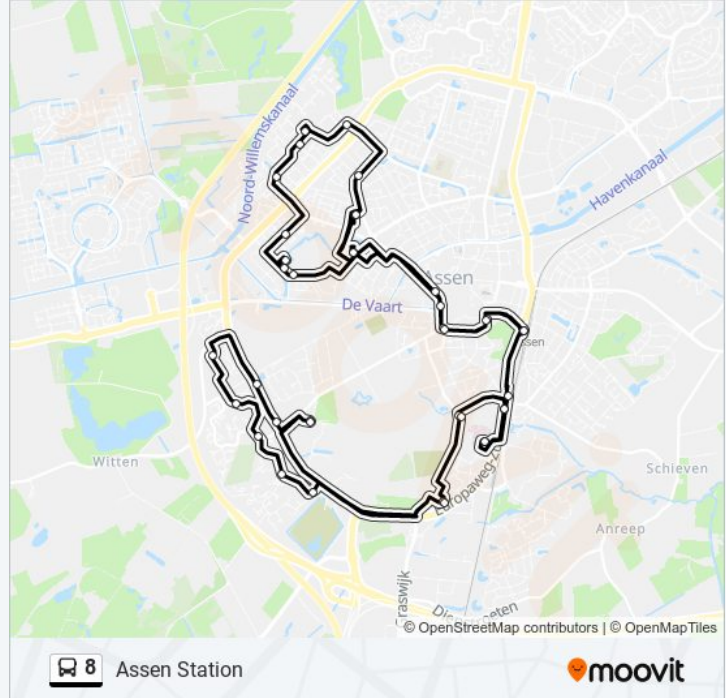 Noord-Willemskanaal
Havenkanaal
Assen
De Vaart
ssen
Witten
Europaweg-Zu
Schieven
Anreep
Graswijk
© OpenStreetMap contributors | © OpenMapTiles
8 Assen Station
moovit